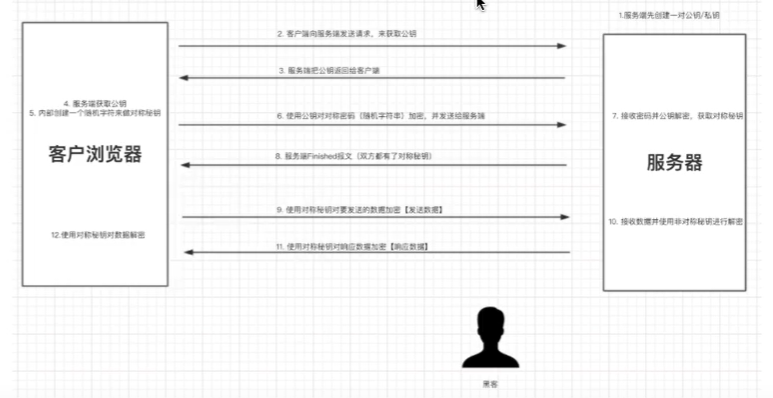 1.服务端先创建一对公钥/私钥
2. 客户端向服务端发送请求，来获取公钥
3. 服务端把公钥返回给客户端
4. 服务端获取公钥
5. 内部创建一个随机字符来做对称秘钥
6. 使用公钥对对称密码（随机字符串）加密，并发送给服务端
7. 接收密码并公钥解密，获取对称秘钥
客户浏览器
服务器
8. 服务端Finished报文（双方都有了对称秘钥）
9. 使用对称秘钥对要发送的数据加密【发送数据】
10. 接收数据并使用非对称秘钥进行解密
12.使用对称秘钥对数据解密
11. 使用对称秘钥对响应数据加密【响应数据】
黑客